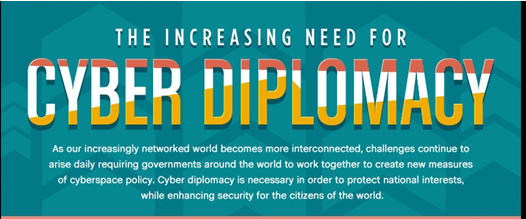 THE INCREASING NEED FOR
CYBER DIPLOMACY
As our increasingly networked world becomes more interconnected, challenges continue to
arise daily requiring governments around the world to work together to create new measures
of cyberspace policy. Cyber diplomacy is necessary in order to protect national interests,
while enhancing security for the citizens of the world.